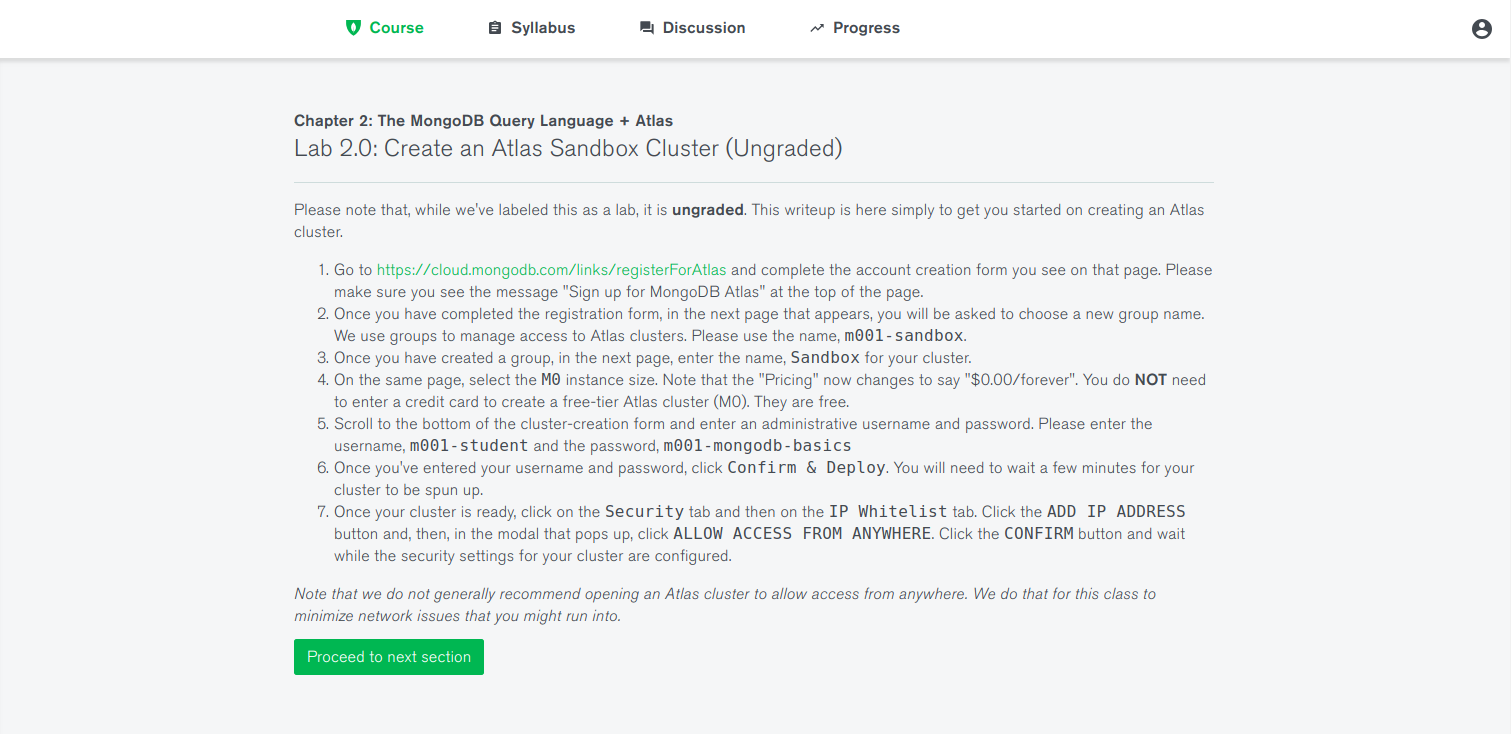 Course
Syllabus
Discussion
Progress
Chapter 2: The MongoDB Query Language + Atlas
Lab 2.0: Create an Atlas Sandbox Cluster (Ungraded)
Please note that, while we've labeled this as a lab, it is ungraded. This writeup is here simply to get you started on creating an Atlas
cluster.
1. Go to https://cloud.mongodb.com/links/registerForAtlas and complete the account creation form you see on that page. Please
make sure you see the message "Sign up for MongoDB Atlas" at the top of the page.
2. Once you have completed the registration form, in the next page that appears, you will be asked to choose a new group name.
We use groups to manage access to Atlas clusters. Please use the name, m001-sandbox.
3. Once you have created a group, in the next page, enter the name, Sandbox for your cluster.
4. On the same page, select the M0 instance size. Note that the "Pricing" now changes to say "$0.00/forever". You do NOT need
to enter a credit card to create a free-tier Atlas cluster (M0). They are free.
5. Scroll to the bottom of the cluster-creation form and enter an administrative username and password. Please enter the
username, m001-student and the password, m001-mongodb-basics
6. Once you've entered your username and password, click Confirm & Deploy. You will need to wait a few minutes for your
cluster to be spun up.
7. Once your cluster is ready, click on the Security tab and then on the IP Whitelist tab. Click the ADD IP ADDRESS
button and, then, in the modal that pops up, click ALLOW ACCESS FROM ANYWHERE. Click the CONFIRM button and wait
while the security settings for your cluster are configured.
Note that we do not generally recommend opening an Atlas cluster to allow access from anywhere. We do that for this class to
minimize network issues that you might run into.
Proceed to next section